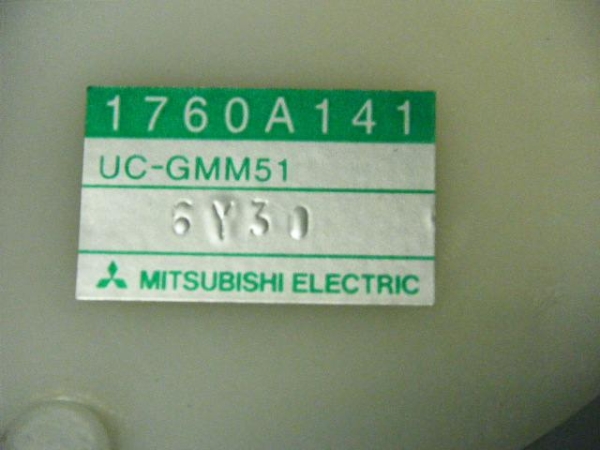 1760A141
UC-GMM51
6Y30
MITSUBISHI ELECTRIC